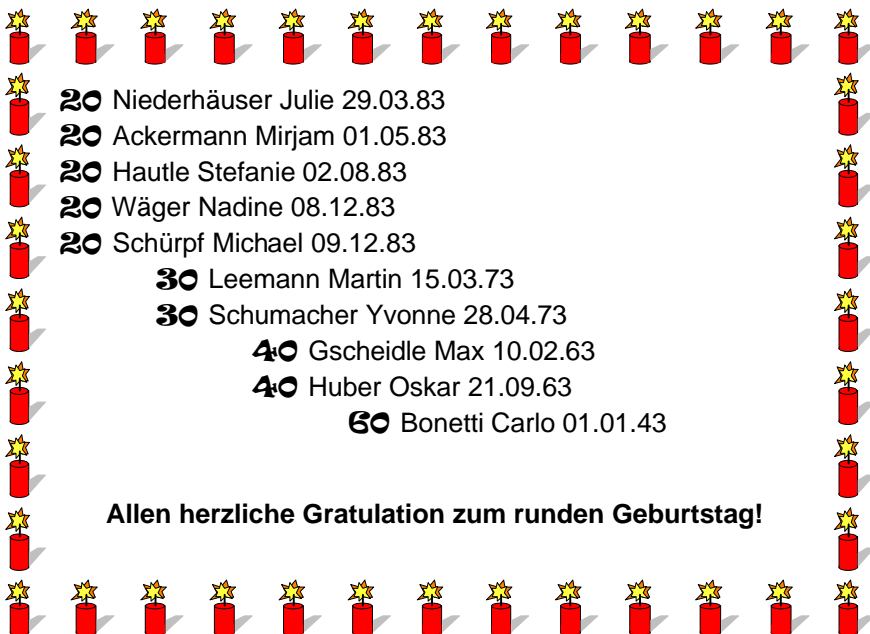 20 Niederhäuser Julie 29.03.83
20 Ackermann Mirjam 01.05.83
20 Hautle Stefanie 02.08.83
20 Wäger Nadine 08.12.83
20 Schürpf Michael 09.12.83
30 Leemann Martin 15.03.73
30 Schumacher Yvonne 28.04.73
40 Gscheidle Max 10.02.63
40 Huber Oskar 21.09.63
60 Bonetti Carlo 01.01.43
Allen herzliche Gratulation zum runden Geburtstag!